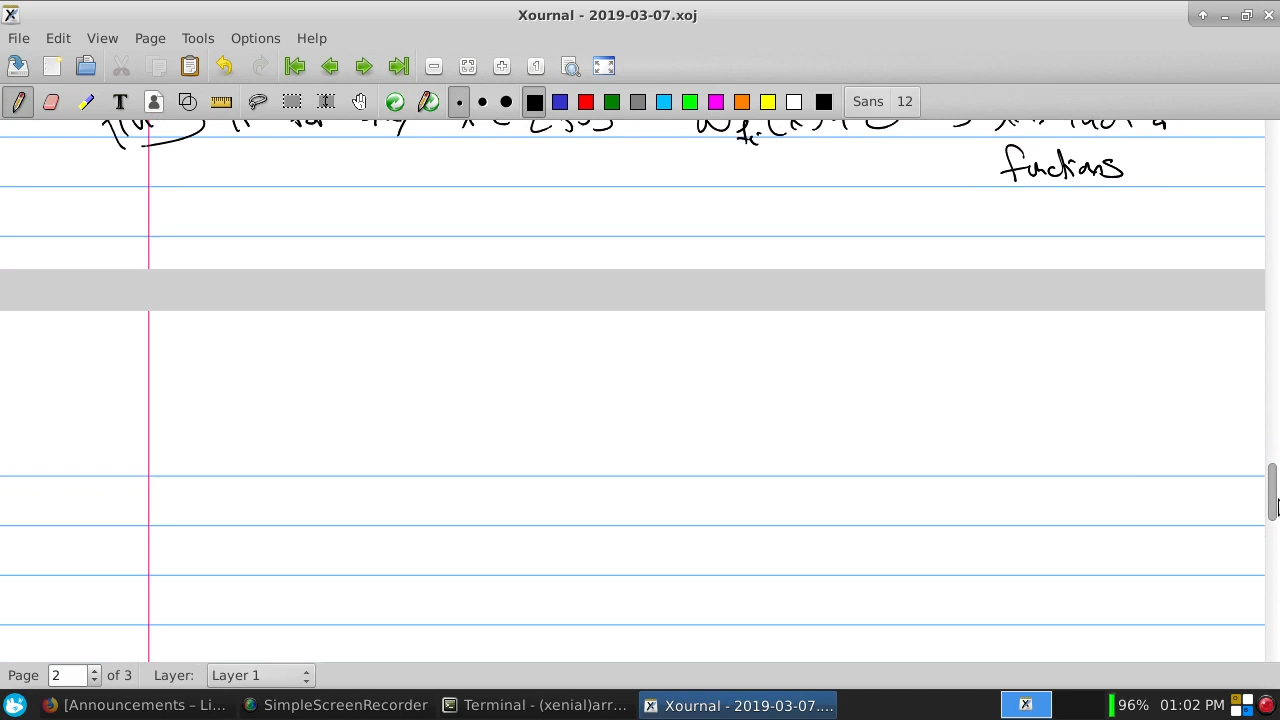 Xournal - 2019-03-07.xoj
File Edit View Page Tools Options Help
Sans 12
functions
Page 2 of 3 Layer: Layer 1
[Announcements – Li... SimpleScreenRecorder Terminal - (xenial)arr... Xournal - 2019-03-07.... 96% 01:02 PM